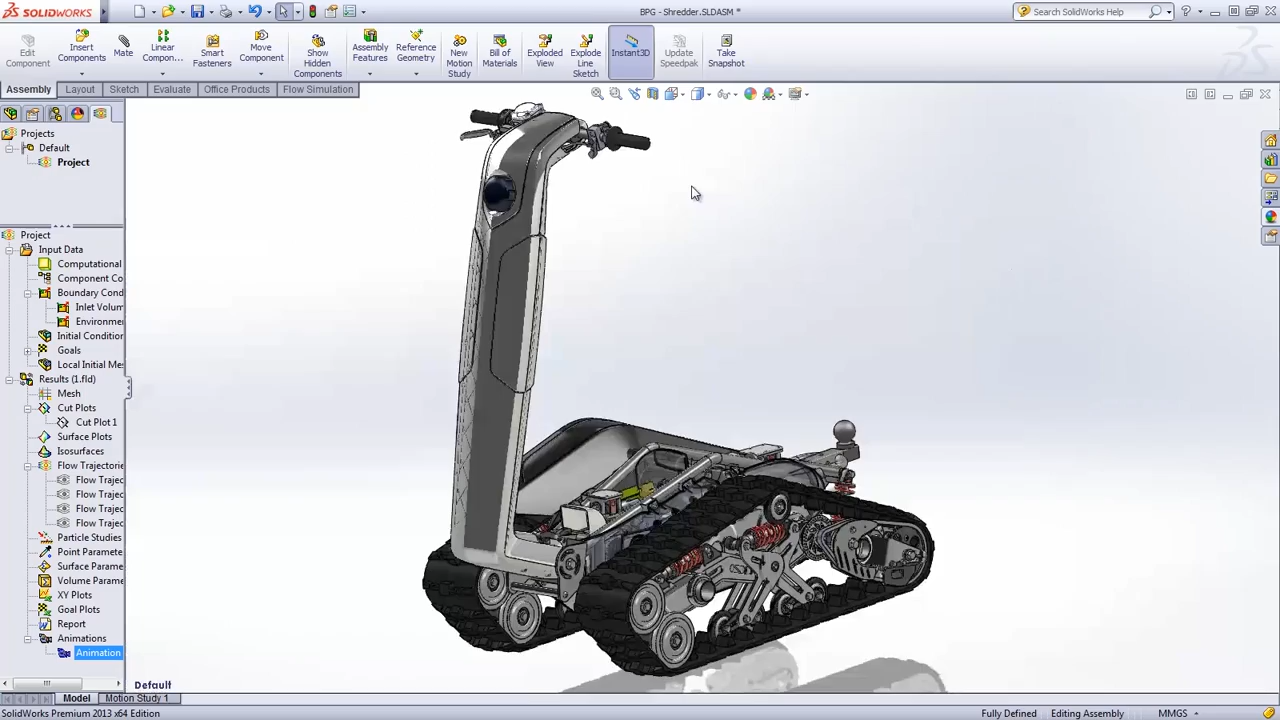 SOLIDWORKS
BPG - Shredder.SLDASM *
Search SolidWorks Help
Edit Component
Insert Components
Mate
Linear Compon...
Smart Fasteners
Move Component
Show Hidden Components
Assembly Features
Reference Geometry
New Motion Study
Bill of Materials
Exploded View
Explode Line Sketch
Instant3D
Update Speedpak
Take Snapshot
Assembly
Layout
Sketch
Evaluate
Office Products
Flow Simulation
Projects
Default
Project
Project
Input Data
Computational
Component Co
Boundary Cond
Inlet Volum
Environme
Initial Condition
Goals
Local Initial Mes
Results (1.fld)
Mesh
Cut Plots
Cut Plot 1
Surface Plots
Isosurfaces
Flow Trajectorie
Flow Trajec
Flow Trajec
Flow Trajec
Flow Trajec
Particle Studies
Point Paramete
Surface Parame
Volume Parame
XY Plots
Goal Plots
Report
Animations
Animation
Default
Model
Motion Study 1
SolidWorks Premium 2013 x64 Edition
Fully Defined
Editing Assembly
MMGS